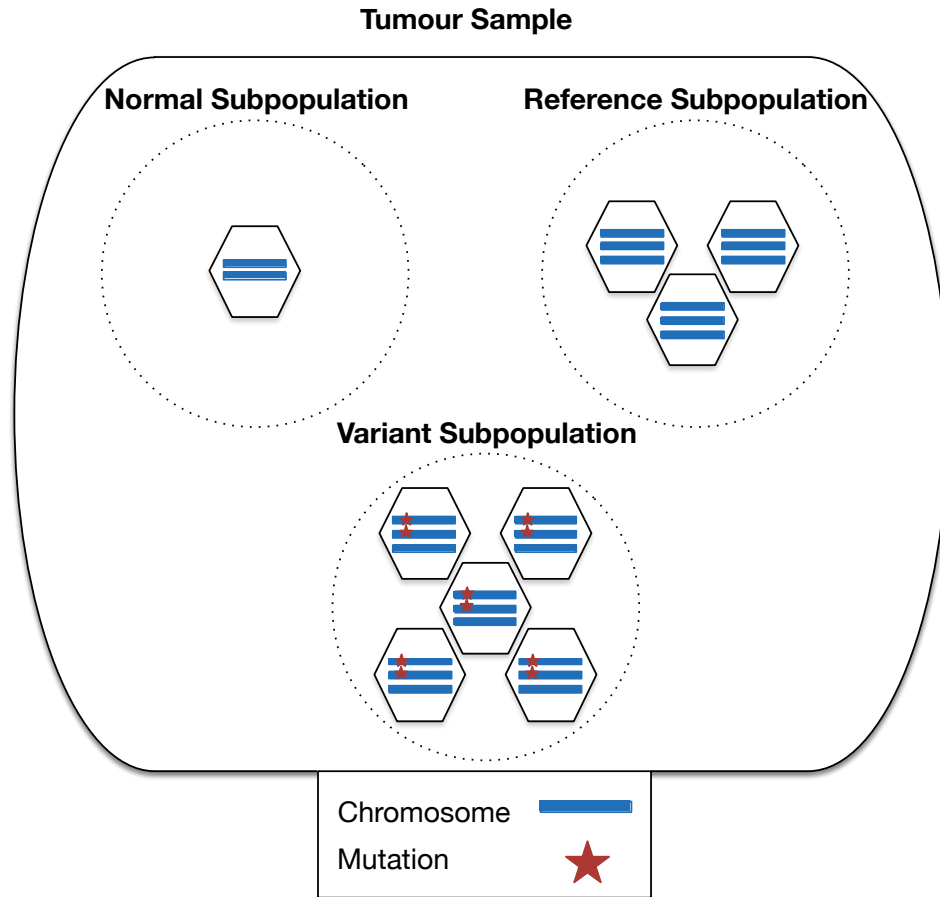 Tumour Sample
Normal Subpopulation
Reference Subpopulation
Variant Subpopulation
Chromosome
Mutation